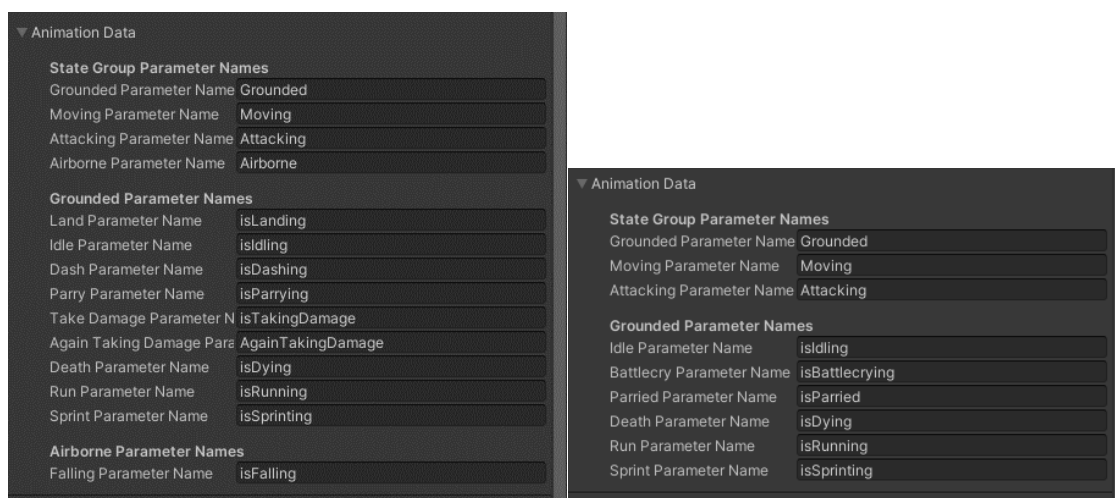 Animation Data
State Group Parameter Names
Grounded Parameter Name Grounded
Moving Parameter Name Moving
Attacking Parameter Name Attacking
Airborne Parameter Name Airborne
Grounded Parameter Names
Land Parameter Name isLanding
Idle Parameter Name isIdling
Dash Parameter Name isDashing
Parry Parameter Name isParrying
Take Damage Parameter N isTakingDamage
Again Taking Damage Para AgainTakingDamage
Death Parameter Name isDying
Run Parameter Name isRunning
Sprint Parameter Name isSprinting
Airborne Parameter Names
Falling Parameter Name isFalling
Animation Data
State Group Parameter Names
Grounded Parameter Name Grounded
Moving Parameter Name Moving
Attacking Parameter Name Attacking
Grounded Parameter Names
Idle Parameter Name isIdling
Battlecry Parameter Name isBattlecrying
Parried Parameter Name isParried
Death Parameter Name isDying
Run Parameter Name isRunning
Sprint Parameter Name isSprinting